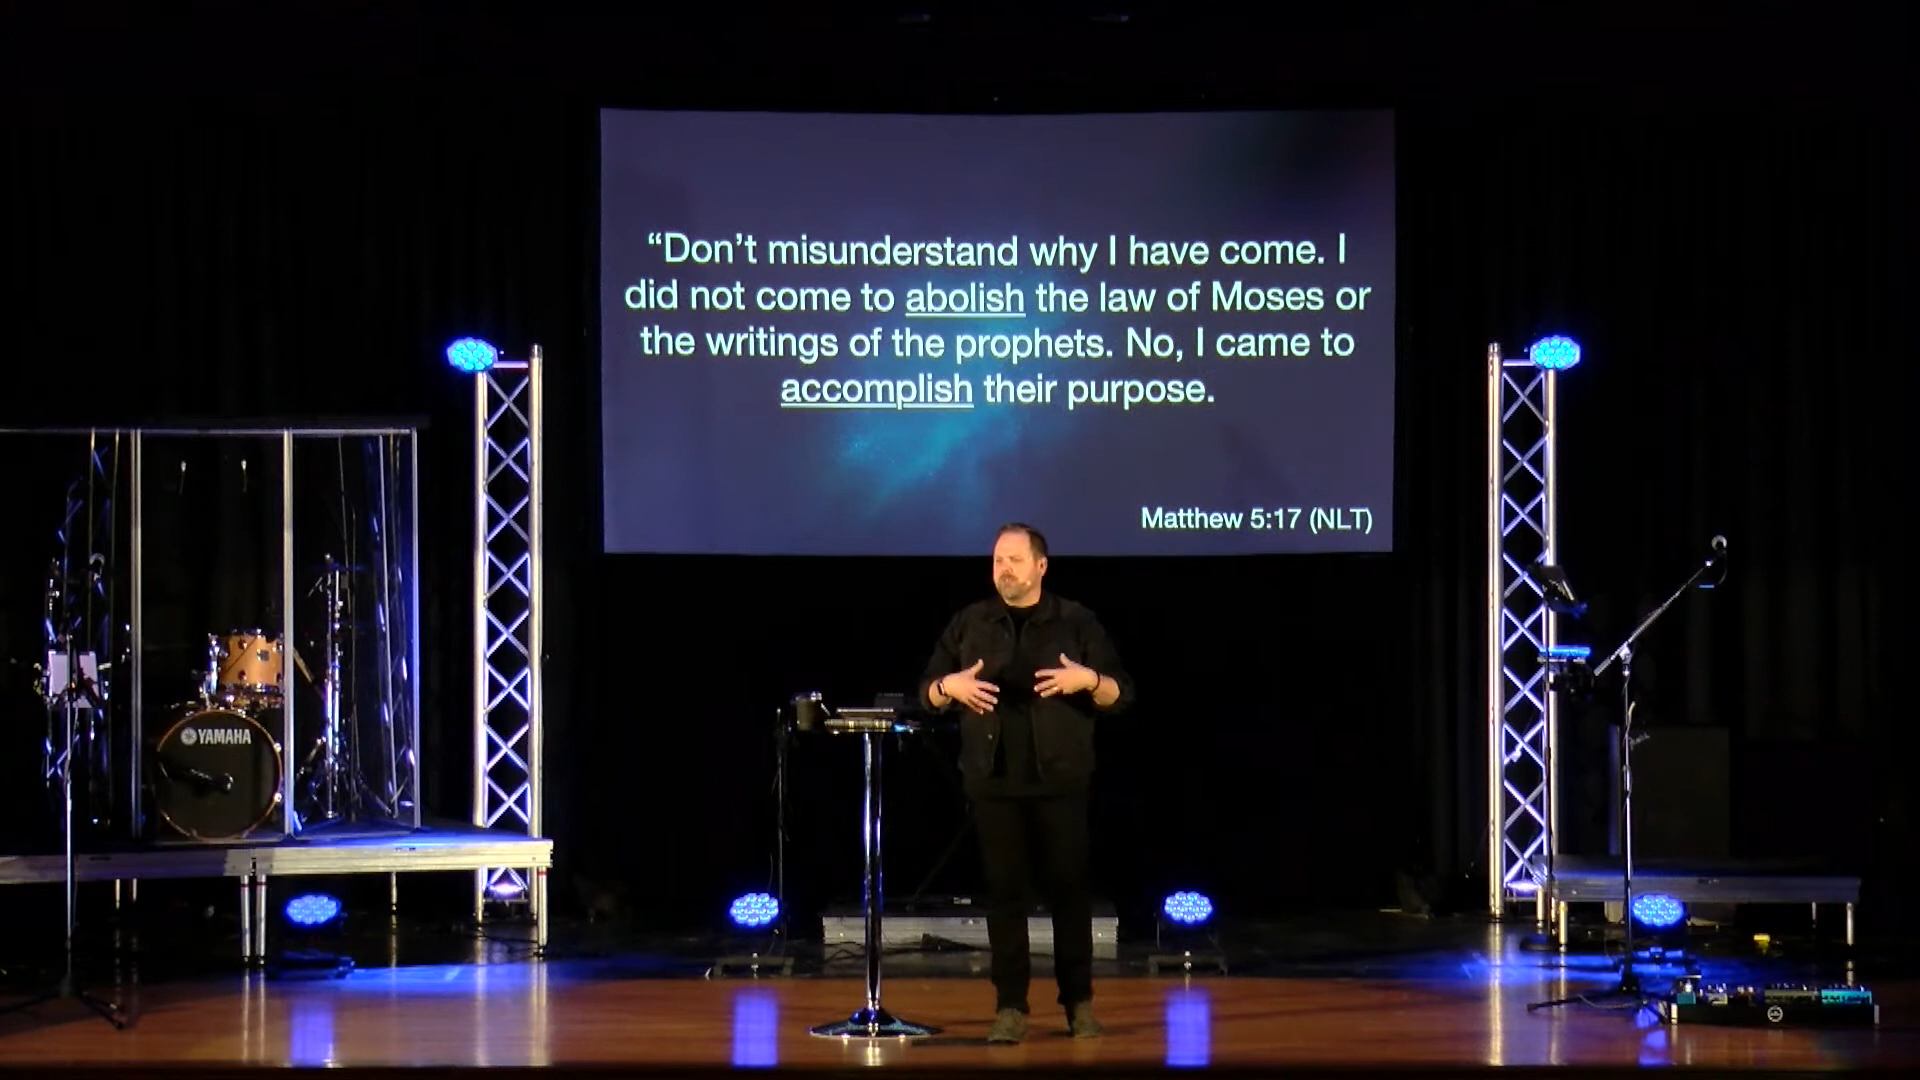 “Don’t misunderstand why I have come. I
did not come to abolish the law of Moses or
the writings of the prophets. No, I came to
accomplish their purpose.
Matthew 5:17 (NLT)
YAMAHA